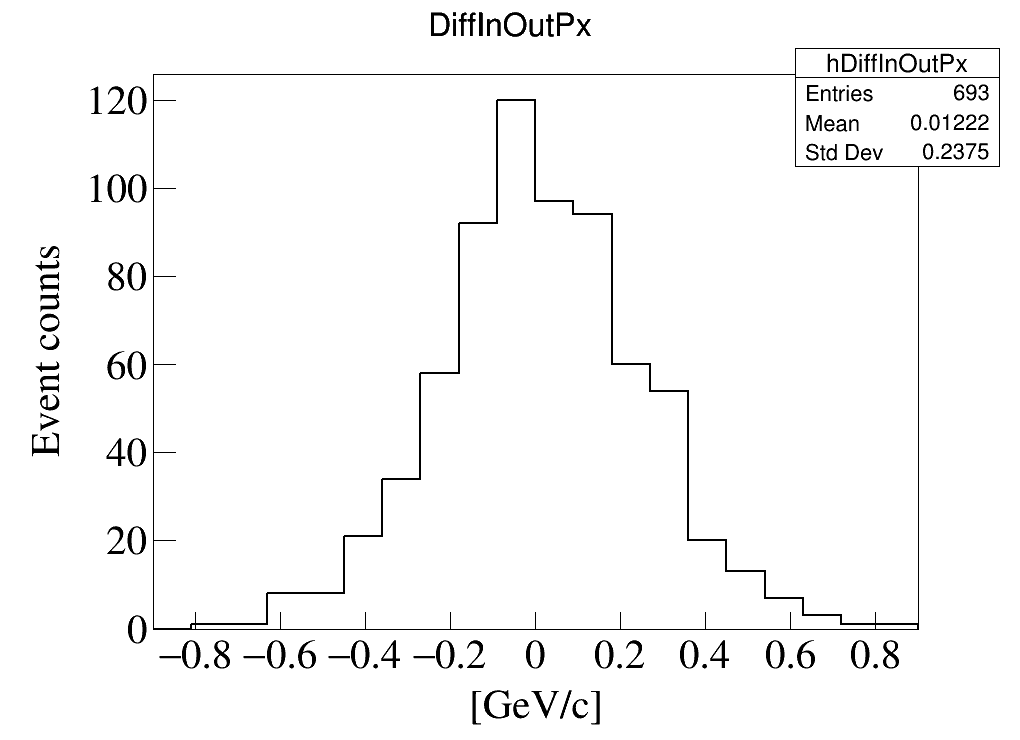 DiffInOutPx
hDiffInOutPx
Entries 693
Mean 0.01222
Std Dev 0.2375
120
100
80
60
40
20
0
Event counts
−0.8 −0.6 −0.4 −0.2 0 0.2 0.4 0.6 0.8
[GeV/c]